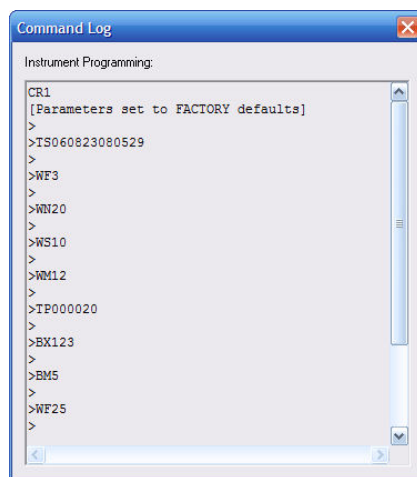 Command Log
Instrument Programming:
CR1
[Parameters set to FACTORY defaults]
>
>TS060823080529
>
>WF3
>
>WN20
>
>WS10
>
>WM12
>
>TP000020
>
>BX123
>
>BM5
>
>WF25
>